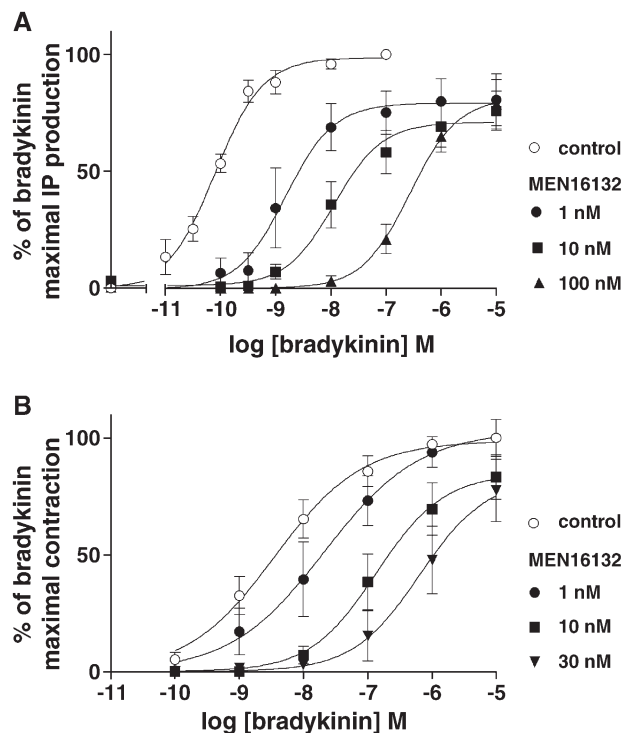 A
% of bradykinin
maximal IP production
100
50
0
-11 -10 -9 -8 -7 -6 -5
log [bradykinin] M
control
MEN16132
1 nM
10 nM
100 nM
B
% of bradykinin
maximal contraction
100
50
0
-11 -10 -9 -8 -7 -6 -5
log [bradykinin] M
control
MEN16132
1 nM
10 nM
30 nM